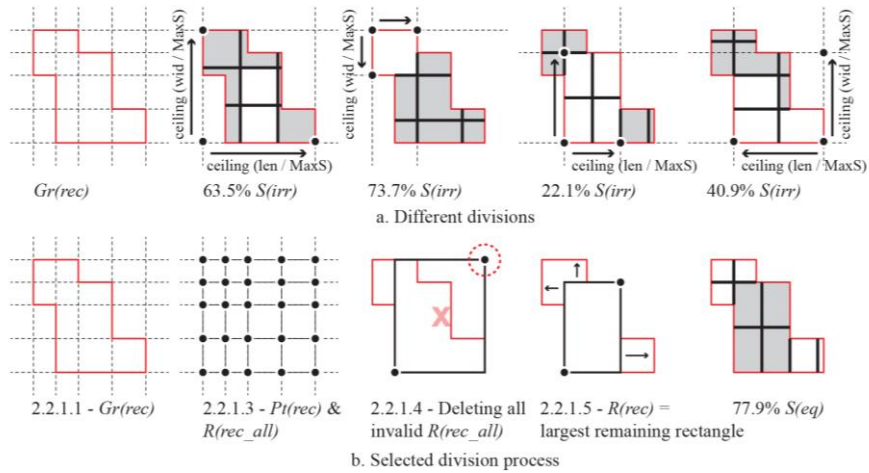 ceiling (wid / MaxS)
ceiling (wid / MaxS)
ceiling (wid / MaxS)
ceiling (wid / MaxS)
ceiling (len / MaxS)
ceiling (len / MaxS)
ceiling (len / MaxS)
Gr(rec)
63.5% S(irr)
73.7% S(irr)
22.1% S(irr)
40.9% S(irr)
a. Different divisions
X
2.2.1.1 - Gr(rec)
2.2.1.3 - Pt(rec) &
R(rec_all)
2.2.1.4 - Deleting all
invalid R(rec_all)
2.2.1.5 - R(rec) =
largest remaining rectangle
77.9% S(eq)
b. Selected division process